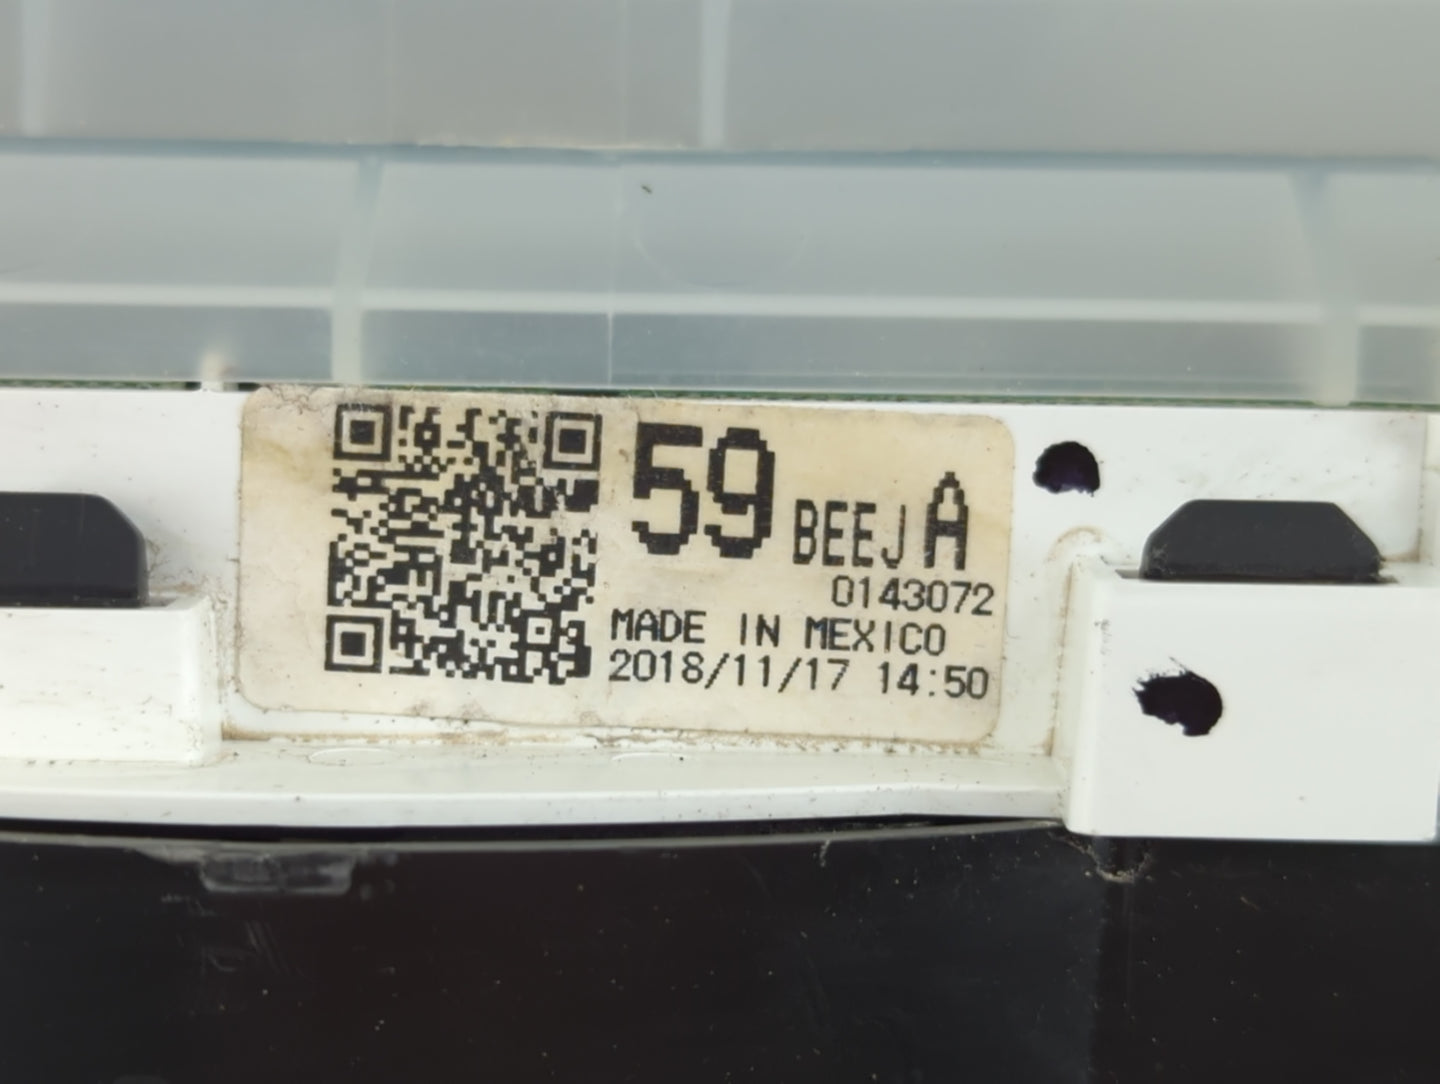 59 BEEJ A
0143072
MADE IN MEXICO
2018/11/17 14:50